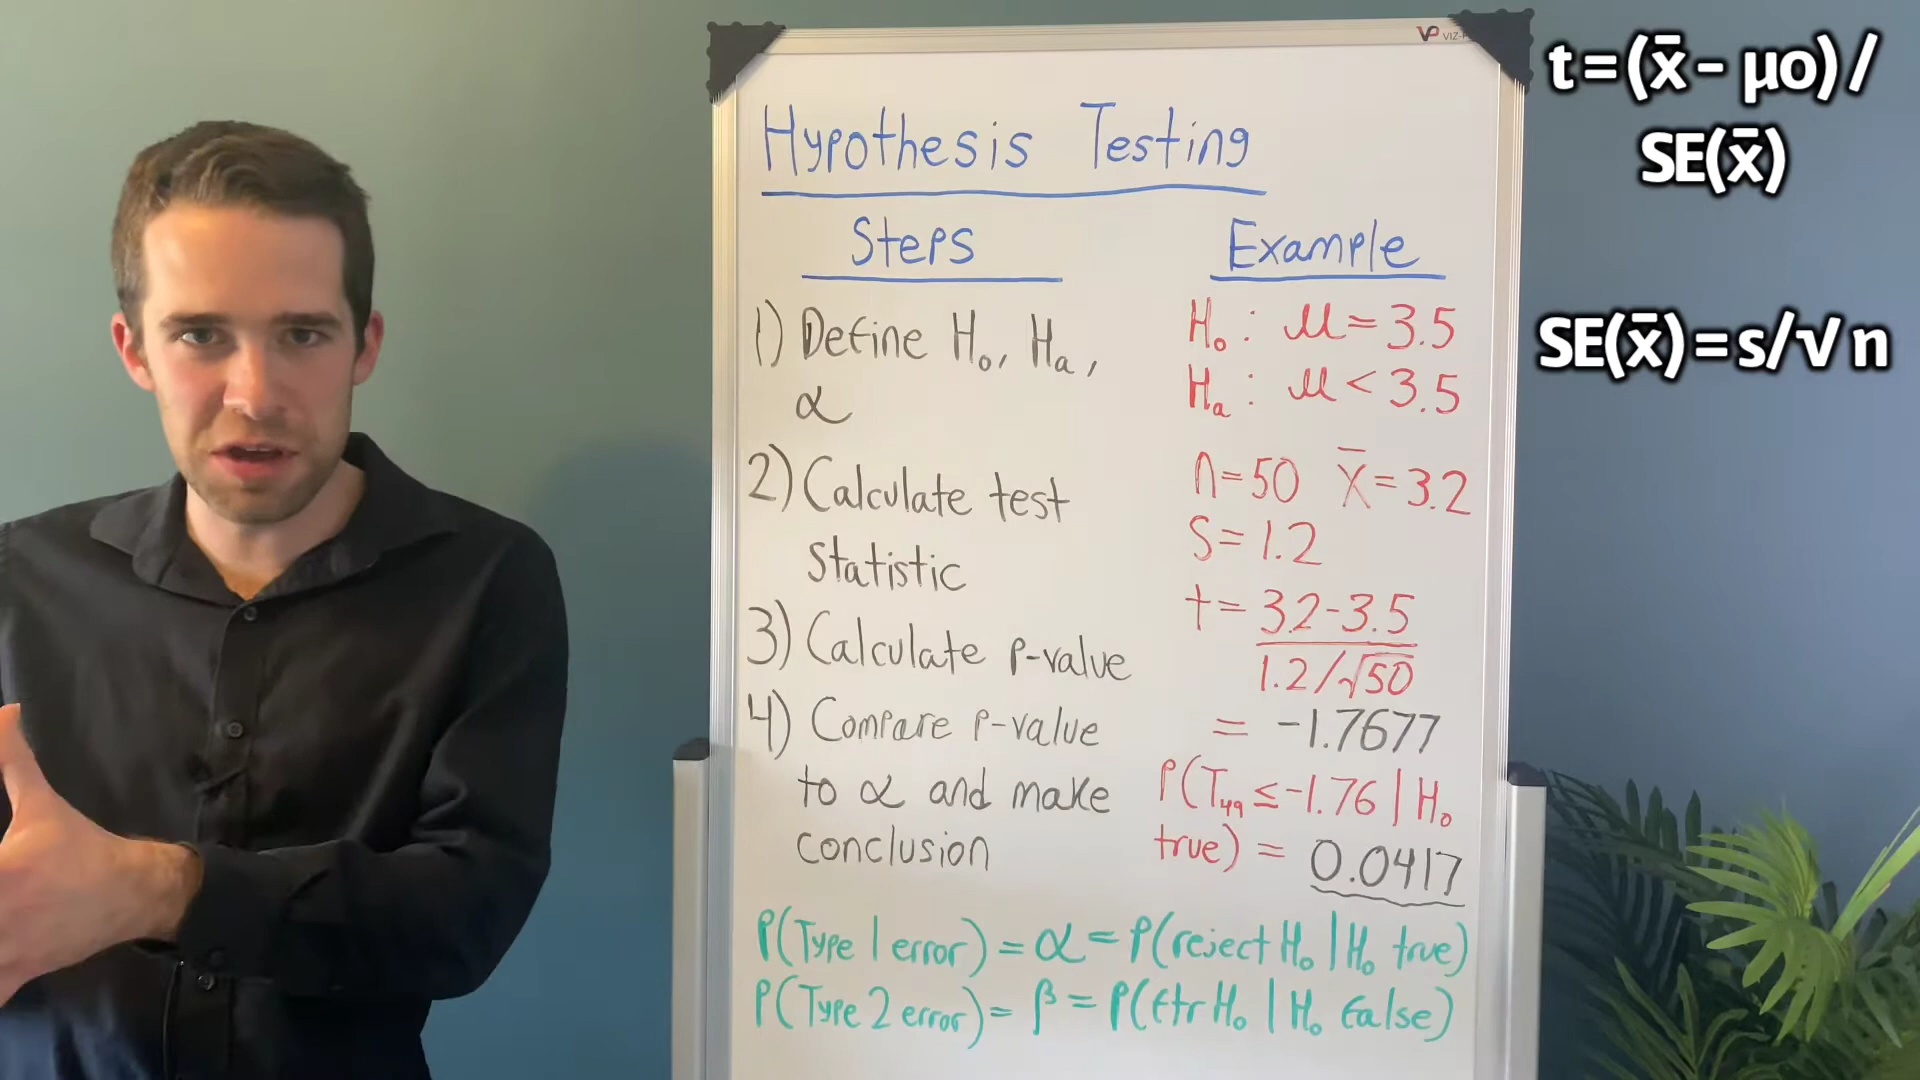 Hypothesis Testing
Steps
1) Define H₀, Hₐ,
α
2) Calculate test
statistic
3) Calculate p-value
4) Compare p-value
to α and make
conclusion
Example
H₀: μ = 3.5
Hₐ: μ < 3.5
n=50 x̄=3.2
S=1.2
t= 3.2-3.5
1.2/√50
= -1.7677
P(T₄₉ ≤ -1.76 | H₀
true) = 0.0417
P(Type 1 error) = α = P(reject H₀ | H₀ true)
P(Type 2 error) = β = P(ftr H₀ | H₀ false)
t=(x̄- μo) /
SE(x̄)
SE(x̄)=s/√ n